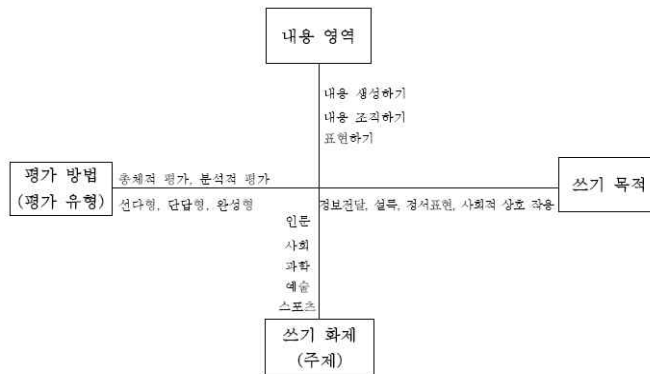 내용 영역
내용 생성하기
내용 조직하기
표현하기
평가 방법
(평가 유형)
총체적 평가, 분석적 평가
선다형, 단답형, 완성형
쓰기 목적
정보전달, 설득, 정서표현, 사회적 상호 작용
인문
사회
과학
예술
스포츠
쓰기 화제
(주제)